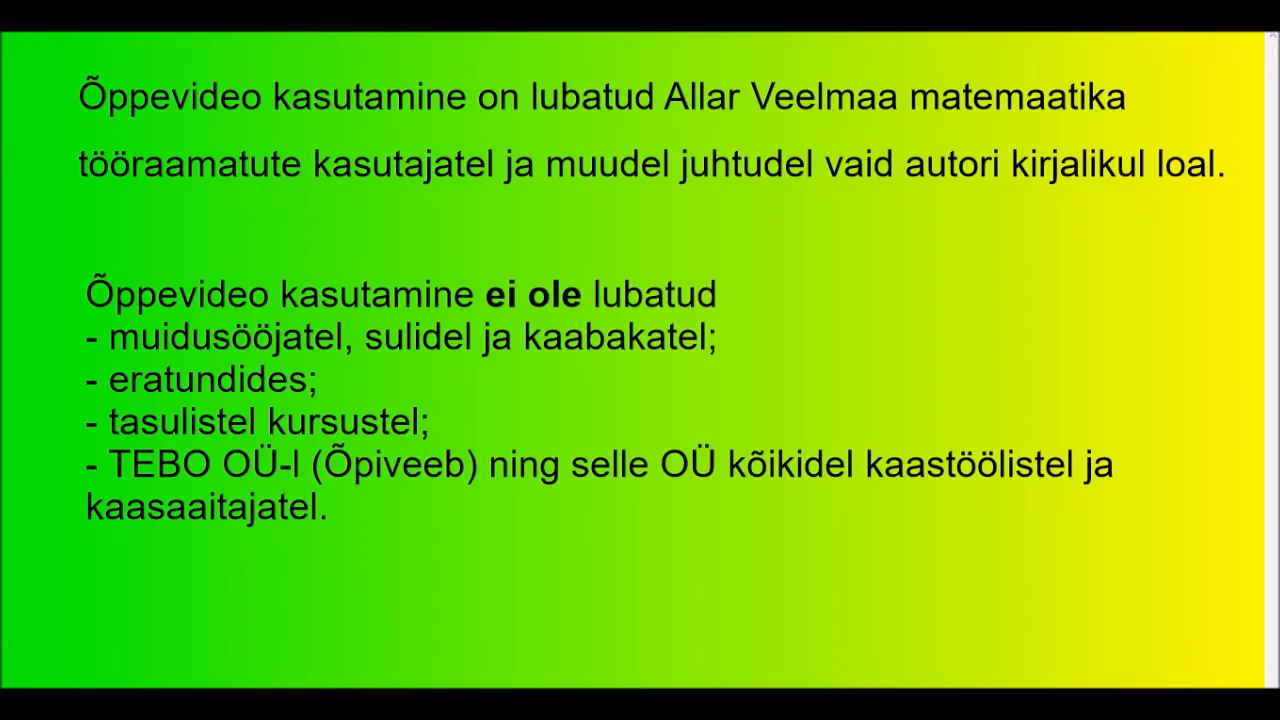 Õppevideo kasutamine on lubatud Allar Veelmaa matemaatika
tööraamatute kasutajatel ja muudel juhtudel vaid autori kirjalikul loal.
Õppevideo kasutamine ei ole lubatud
- muidusööjatel, sulidel ja kaabakatel;
- eratundides;
- tasulistel kursustel;
- TEBO OÜ-l (Õpiveeb) ning selle OÜ kõikidel kaastöölistel ja
kaasaaitajatel.